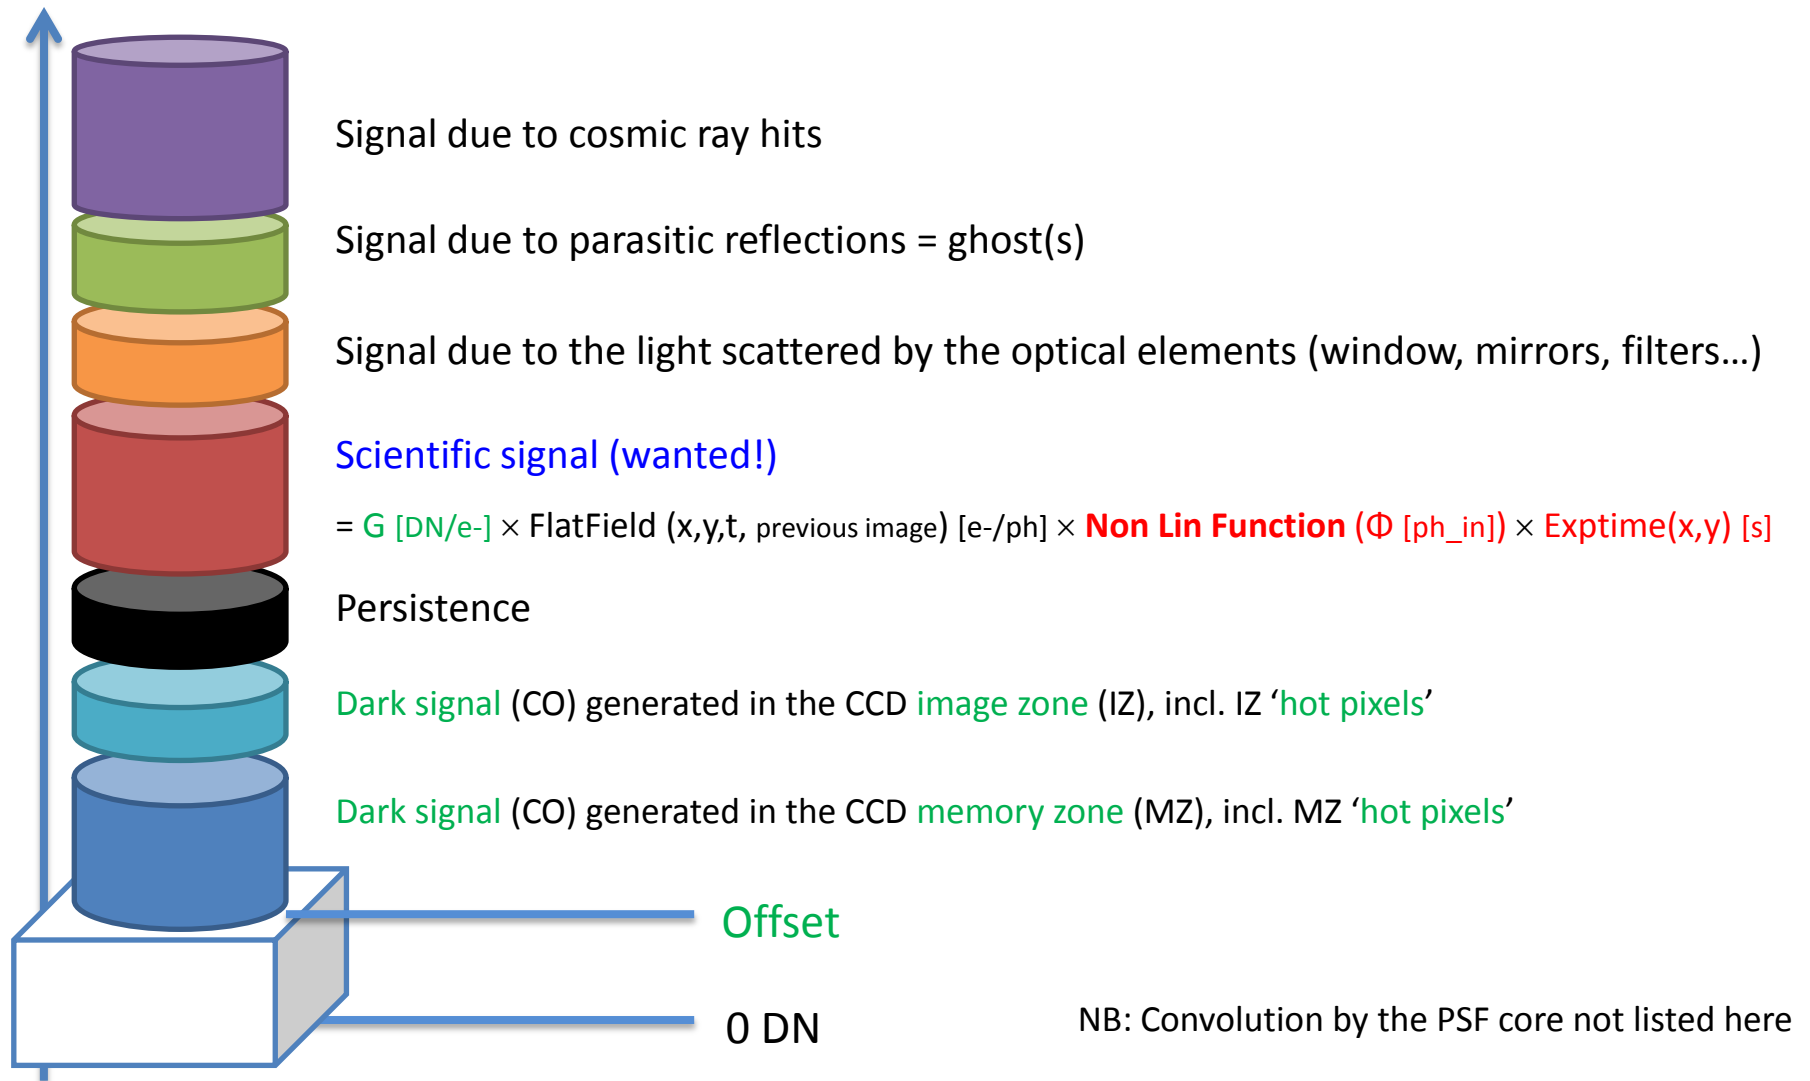 Signal due to cosmic ray hits
Signal due to parasitic reflections = ghost(s)
Signal due to the light scattered by the optical elements (window, mirrors, filters…)
Scientific signal (wanted!)
= G [DN/e-] × FlatField (x,y,t, previous image) [e-/ph] × Non Lin Function (Φ [ph_in]) × Exptime(x,y) [s]
Persistence
Dark signal (CO) generated in the CCD image zone (IZ), incl. IZ ‘hot pixels’
Dark signal (CO) generated in the CCD memory zone (MZ), incl. MZ ‘hot pixels’
Offset
0 DN
NB: Convolution by the PSF core not listed here